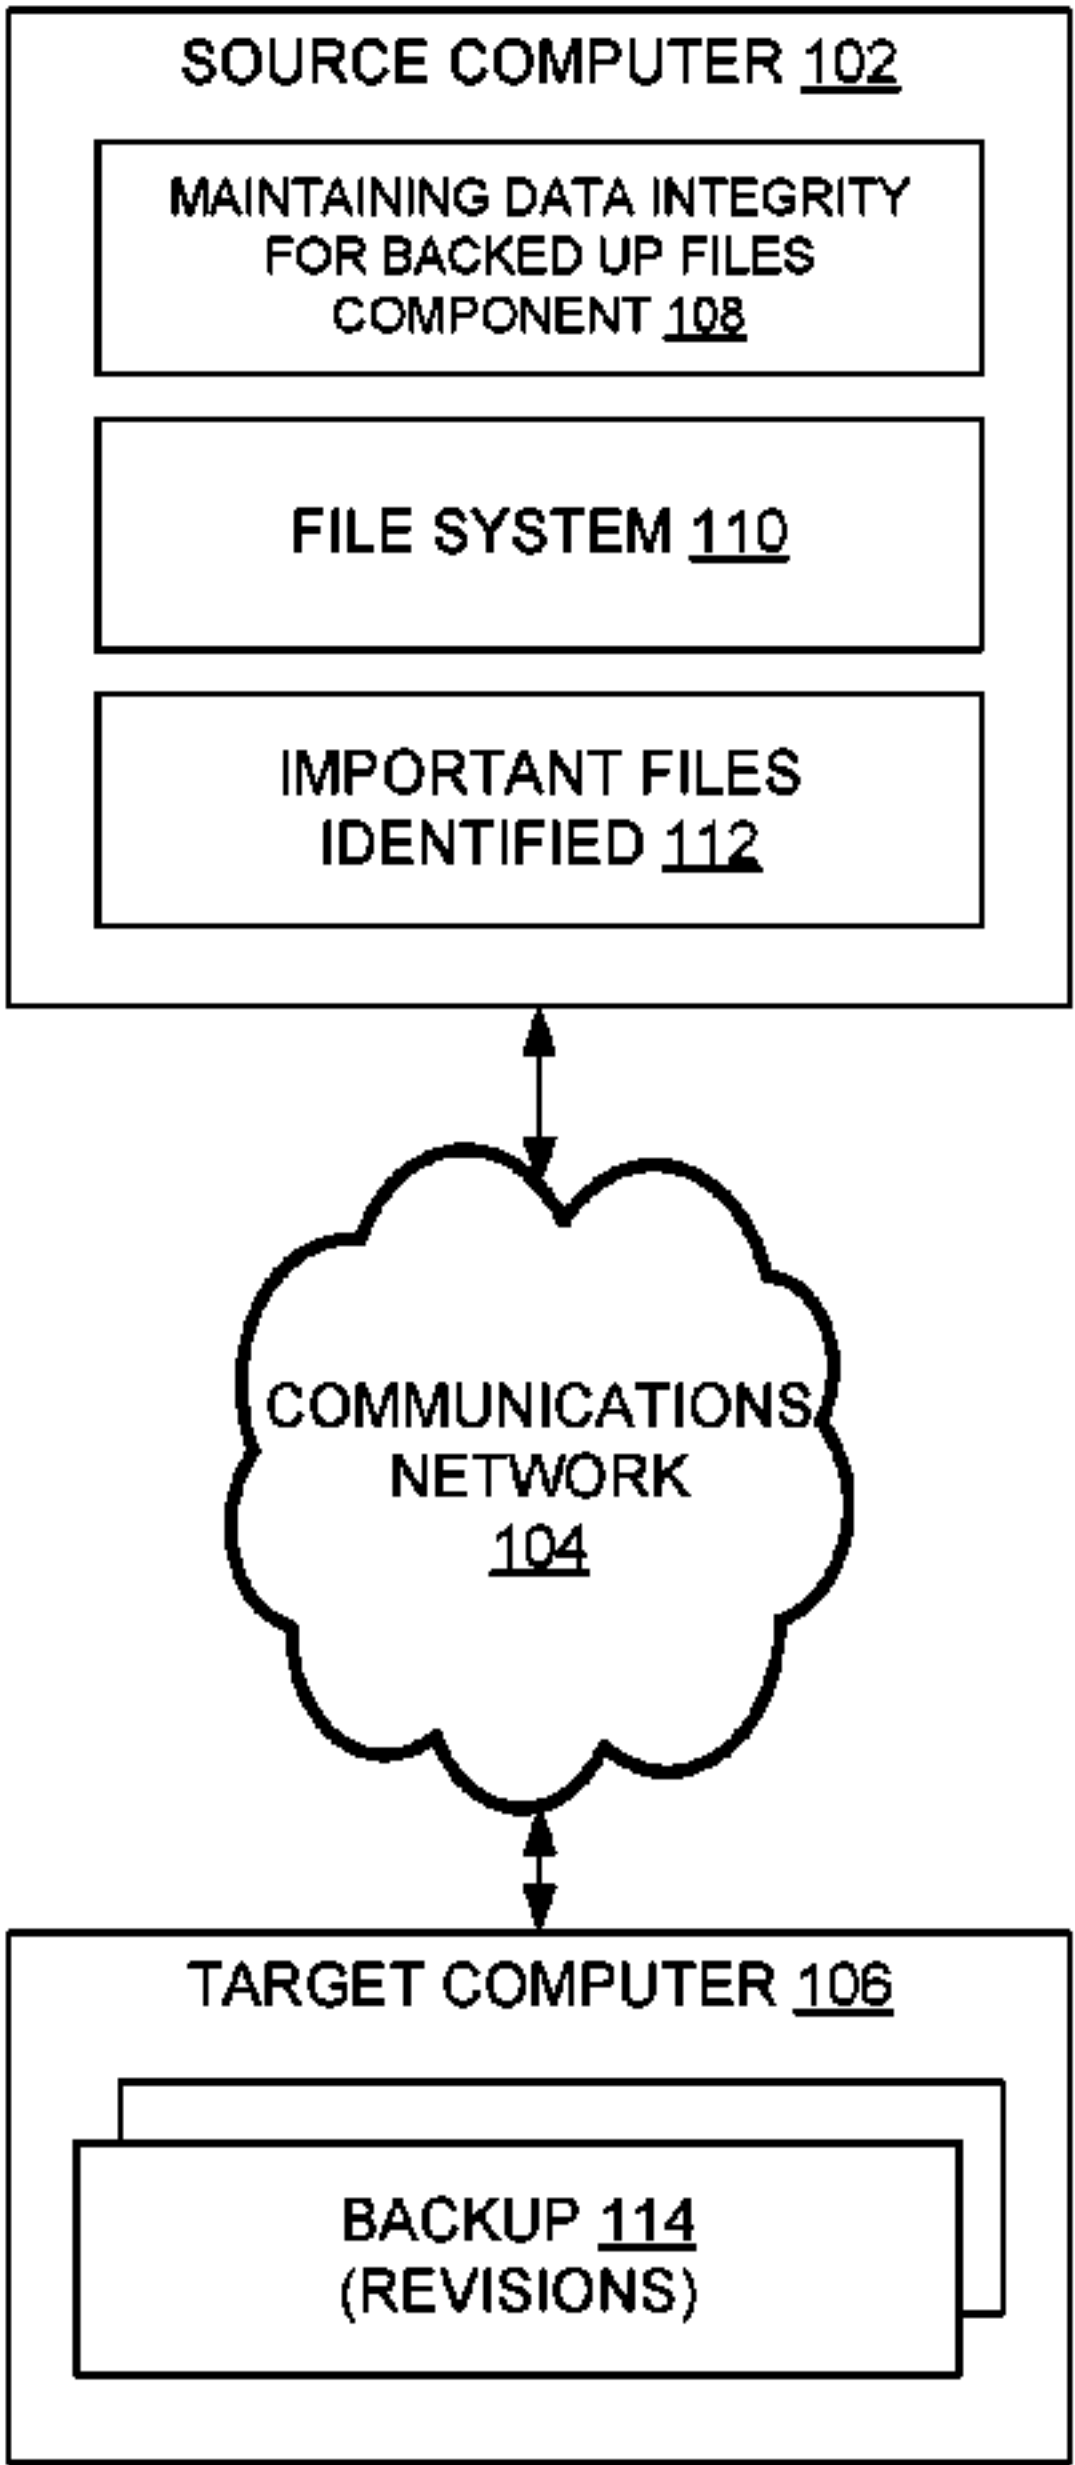 SOURCE COMPUTER 102
MAINTAINING DATA INTEGRITY
FOR BACKED UP FILES
COMPONENT 108
FILE SYSTEM 110
IMPORTANT FILES
IDENTIFIED 112
COMMUNICATIONS
NETWORK
104
TARGET COMPUTER 106
BACKUP 114
(REVISIONS)